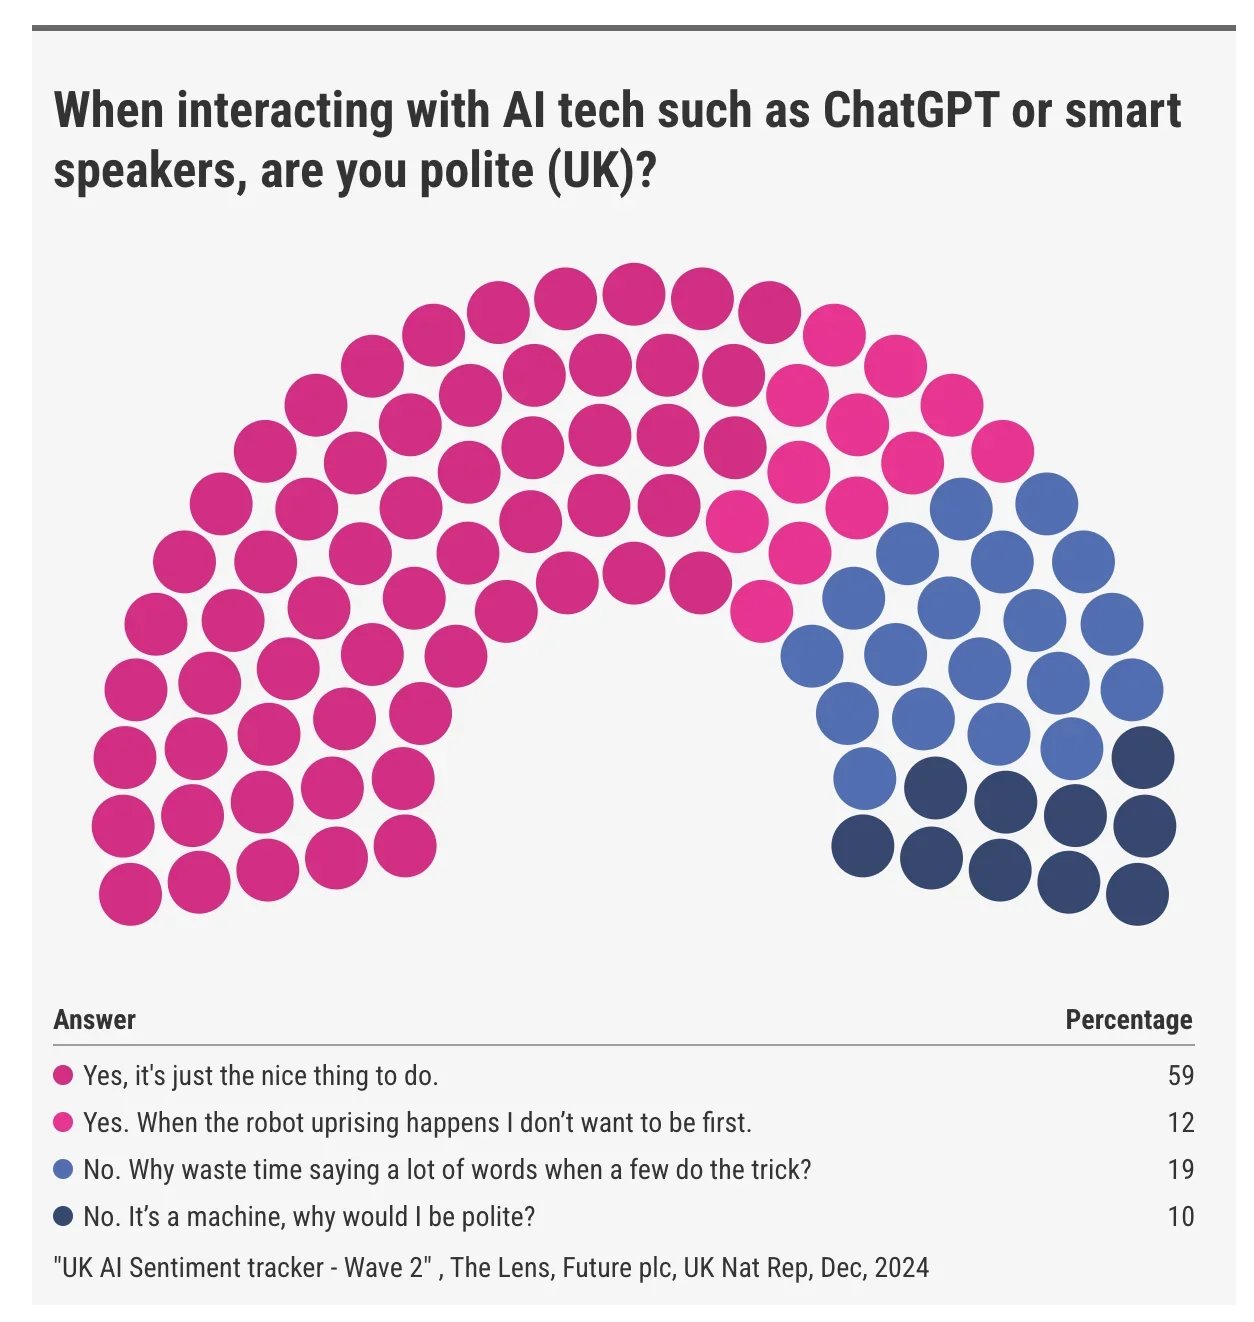 When interacting with AI tech such as ChatGPT or smart
speakers, are you polite (UK)?
Answer Percentage
Yes, it's just the nice thing to do. 59
Yes. When the robot uprising happens I don’t want to be first. 12
No. Why waste time saying a lot of words when a few do the trick? 19
No. It’s a machine, why would I be polite? 10
"UK AI Sentiment tracker - Wave 2" , The Lens, Future plc, UK Nat Rep, Dec, 2024